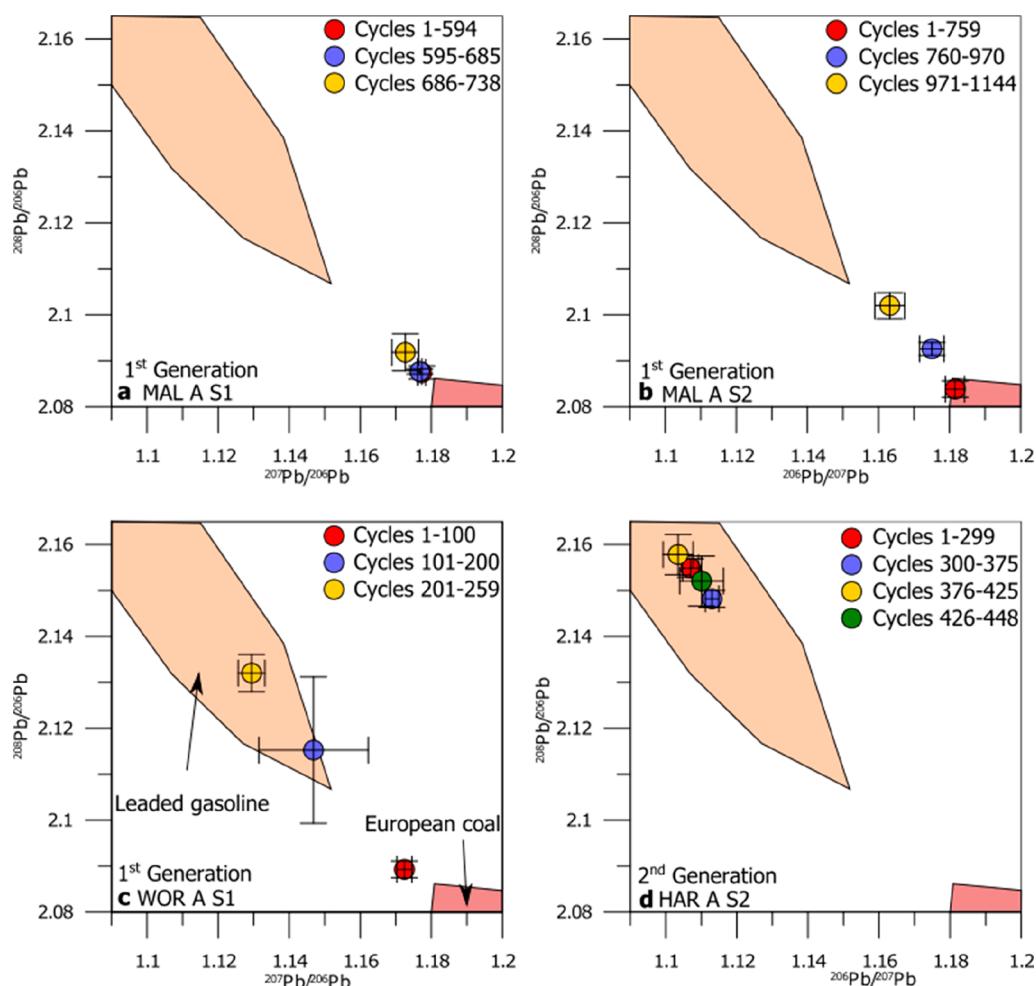 2.16
2.14
2.12
2.1
2.08
²⁰⁸Pb/²⁰⁶Pb
Cycles 1-594
Cycles 595-685
Cycles 686-738
1st Generation
a MAL A S1
1.1 1.12 1.14 1.16 1.18 1.2
²⁰⁷Pb/²⁰⁶Pb
2.16
2.14
2.12
2.1
2.08
²⁰⁸Pb/²⁰⁶Pb
Cycles 1-759
Cycles 760-970
Cycles 971-1144
1st Generation
b MAL A S2
1.1 1.12 1.14 1.16 1.18 1.2
²⁰⁶Pb/²⁰⁷Pb
2.16
2.14
2.12
2.1
2.08
²⁰⁸Pb/²⁰⁶Pb
Cycles 1-100
Cycles 101-200
Cycles 201-259
Leaded gasoline
European coal
1st Generation
c WOR A S1
1.1 1.12 1.14 1.16 1.18 1.2
²⁰⁷Pb/²⁰⁶Pb
2.16
2.14
2.12
2.1
2.08
²⁰⁸Pb/²⁰⁶Pb
Cycles 1-299
Cycles 300-375
Cycles 376-425
Cycles 426-448
2nd Generation
d HAR A S2
1.1 1.12 1.14 1.16 1.18 1.2
²⁰⁶Pb/²⁰⁷Pb